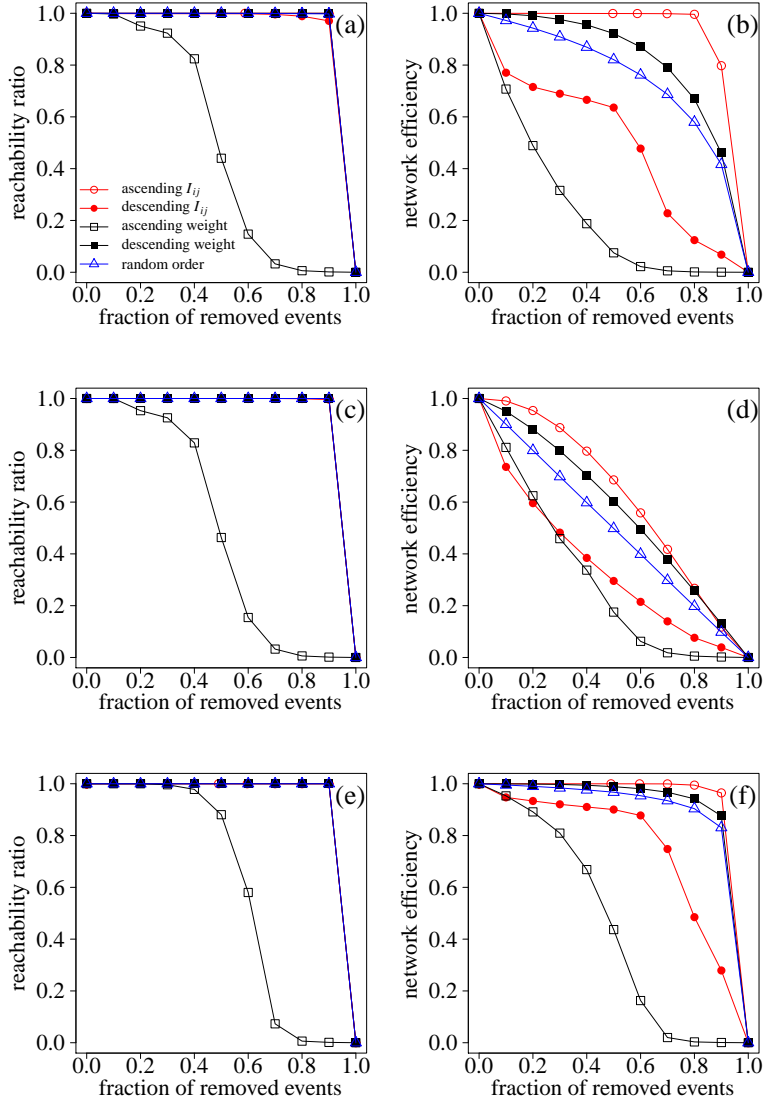 (a)
reachability ratio
1.0
0.8
0.6
0.4
0.2
0.0
ascending I_ij
descending I_ij
ascending weight
descending weight
random order
0.0 0.2 0.4 0.6 0.8 1.0
fraction of removed events
(b)
network efficiency
1.0
0.8
0.6
0.4
0.2
0.0
0.0 0.2 0.4 0.6 0.8 1.0
fraction of removed events
(c)
reachability ratio
1.0
0.8
0.6
0.4
0.2
0.0
0.0 0.2 0.4 0.6 0.8 1.0
fraction of removed events
(d)
network efficiency
1.0
0.8
0.6
0.4
0.2
0.0
0.0 0.2 0.4 0.6 0.8 1.0
fraction of removed events
(e)
reachability ratio
1.0
0.8
0.6
0.4
0.2
0.0
0.0 0.2 0.4 0.6 0.8 1.0
fraction of removed events
(f)
network efficiency
1.0
0.8
0.6
0.4
0.2
0.0
0.0 0.2 0.4 0.6 0.8 1.0
fraction of removed events